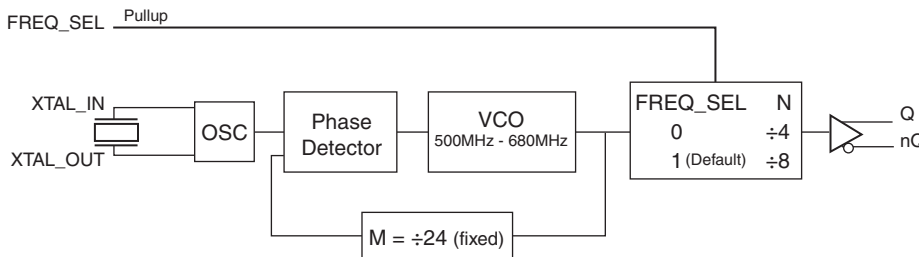 FREQ_SEL Pullup
XTAL_IN
XTAL_OUT
OSC
Phase
Detector
VCO
500MHz - 680MHz
FREQ_SEL N
0 ÷4
1 (Default) ÷8
Q
nQ
M = ÷24 (fixed)